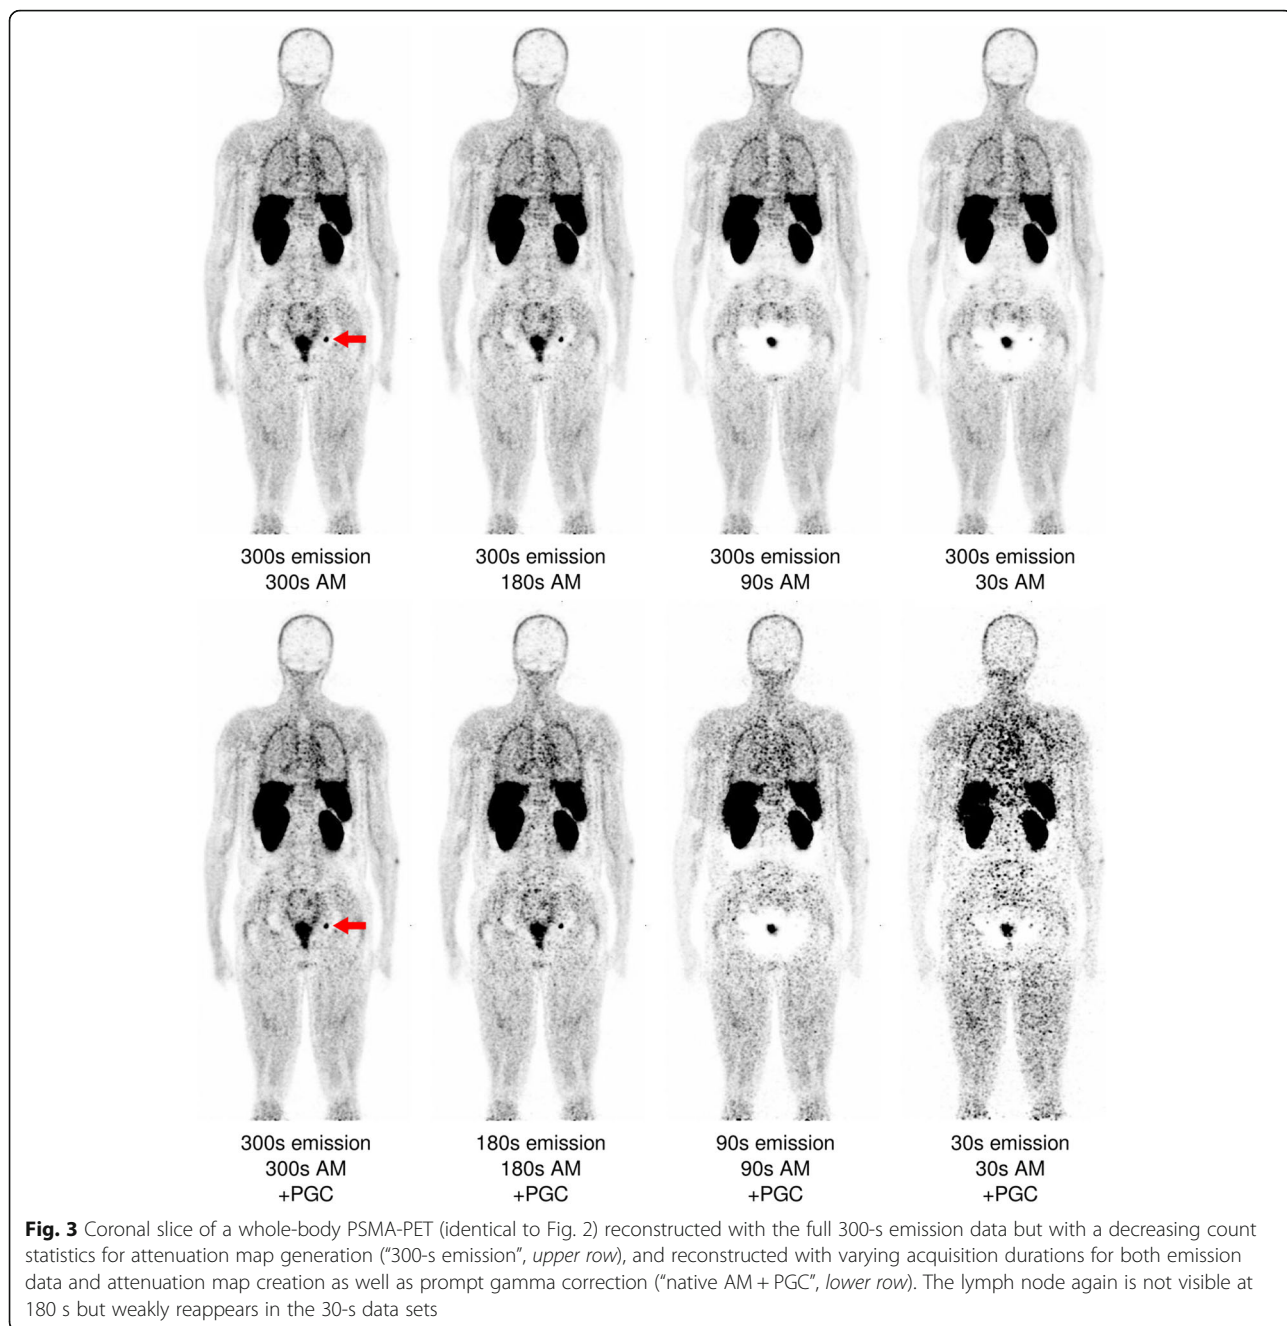 300s emission 300s emission 300s emission 300s emission
300s AM 180s AM 90s AM 30s AM
300s emission 180s emission 90s emission 30s emission
300s AM 180s AM 90s AM 30s AM
+PGC +PGC +PGC +PGC
Fig. 3 Coronal slice of a whole-body PSMA-PET (identical to Fig. 2) reconstructed with the full 300-s emission data but with a decreasing count
statistics for attenuation map generation (“300-s emission”, upper row), and reconstructed with varying acquisition durations for both emission
data and attenuation map creation as well as prompt gamma correction (“native AM + PGC”, lower row). The lymph node again is not visible at
180 s but weakly reappears in the 30-s data sets